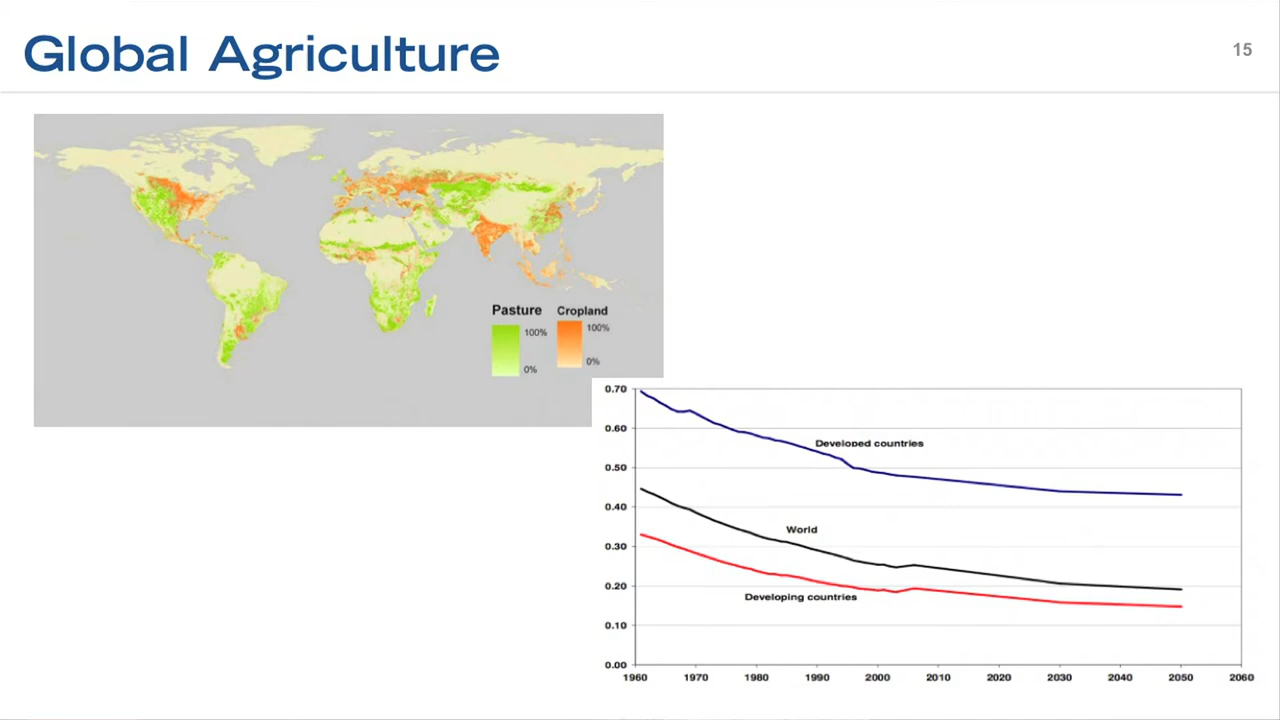 Global Agriculture
15
Pasture Cropland
100% 100%
0% 0%
0.70
0.60
0.50
0.40
0.30
0.20
0.10
0.00
Developed countries
World
Developing countries
1960 1970 1980 1990 2000 2010 2020 2030 2040 2050 2060